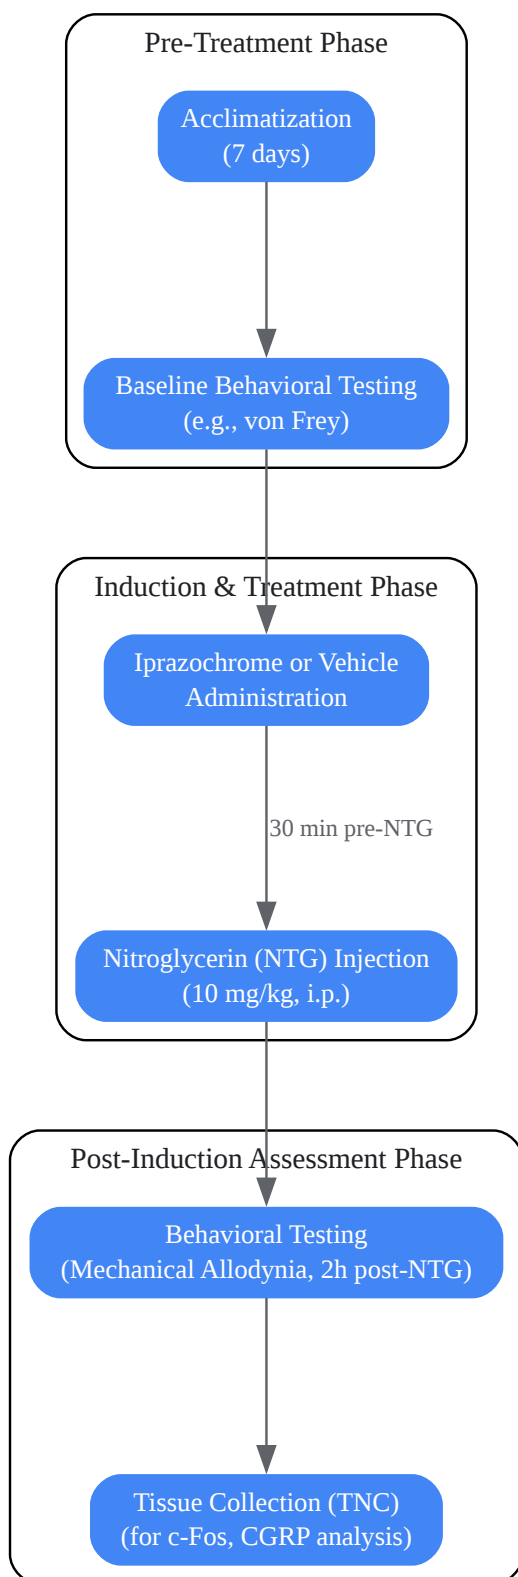 Pre-Treatment Phase
Acclimatization
(7 days)
Baseline Behavioral Testing
(e.g., von Frey)
Induction & Treatment Phase
Iprazochrome or Vehicle
Administration
30 min pre-NTG
Nitroglycerin (NTG) Injection
(10 mg/kg, i.p.)
Post-Induction Assessment Phase
Behavioral Testing
(Mechanical Allodynia, 2h post-NTG)
Tissue Collection (TNC)
(for c-Fos, CGRP analysis)